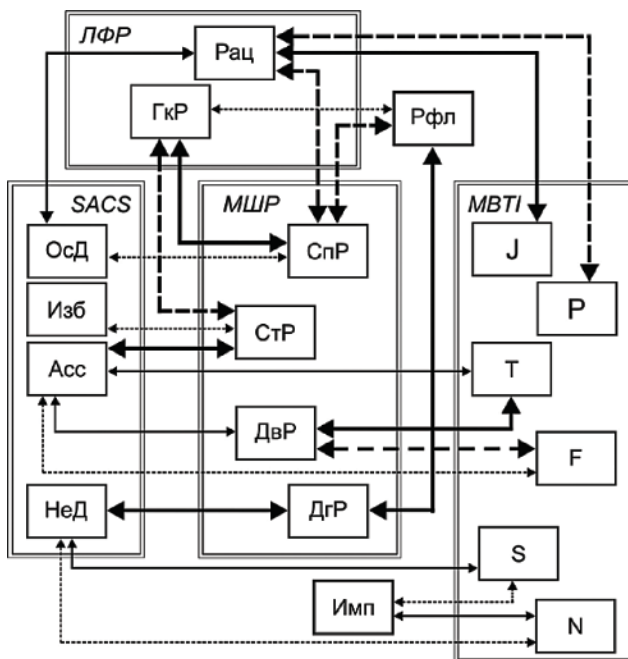 ЛФР
Рац
ГкР
Рфл
SACS
МШР
MBTI
ОсД
СпР
J
Изб
P
СтР
Асс
T
ДвР
F
НеД
ДгР
S
Имп
N